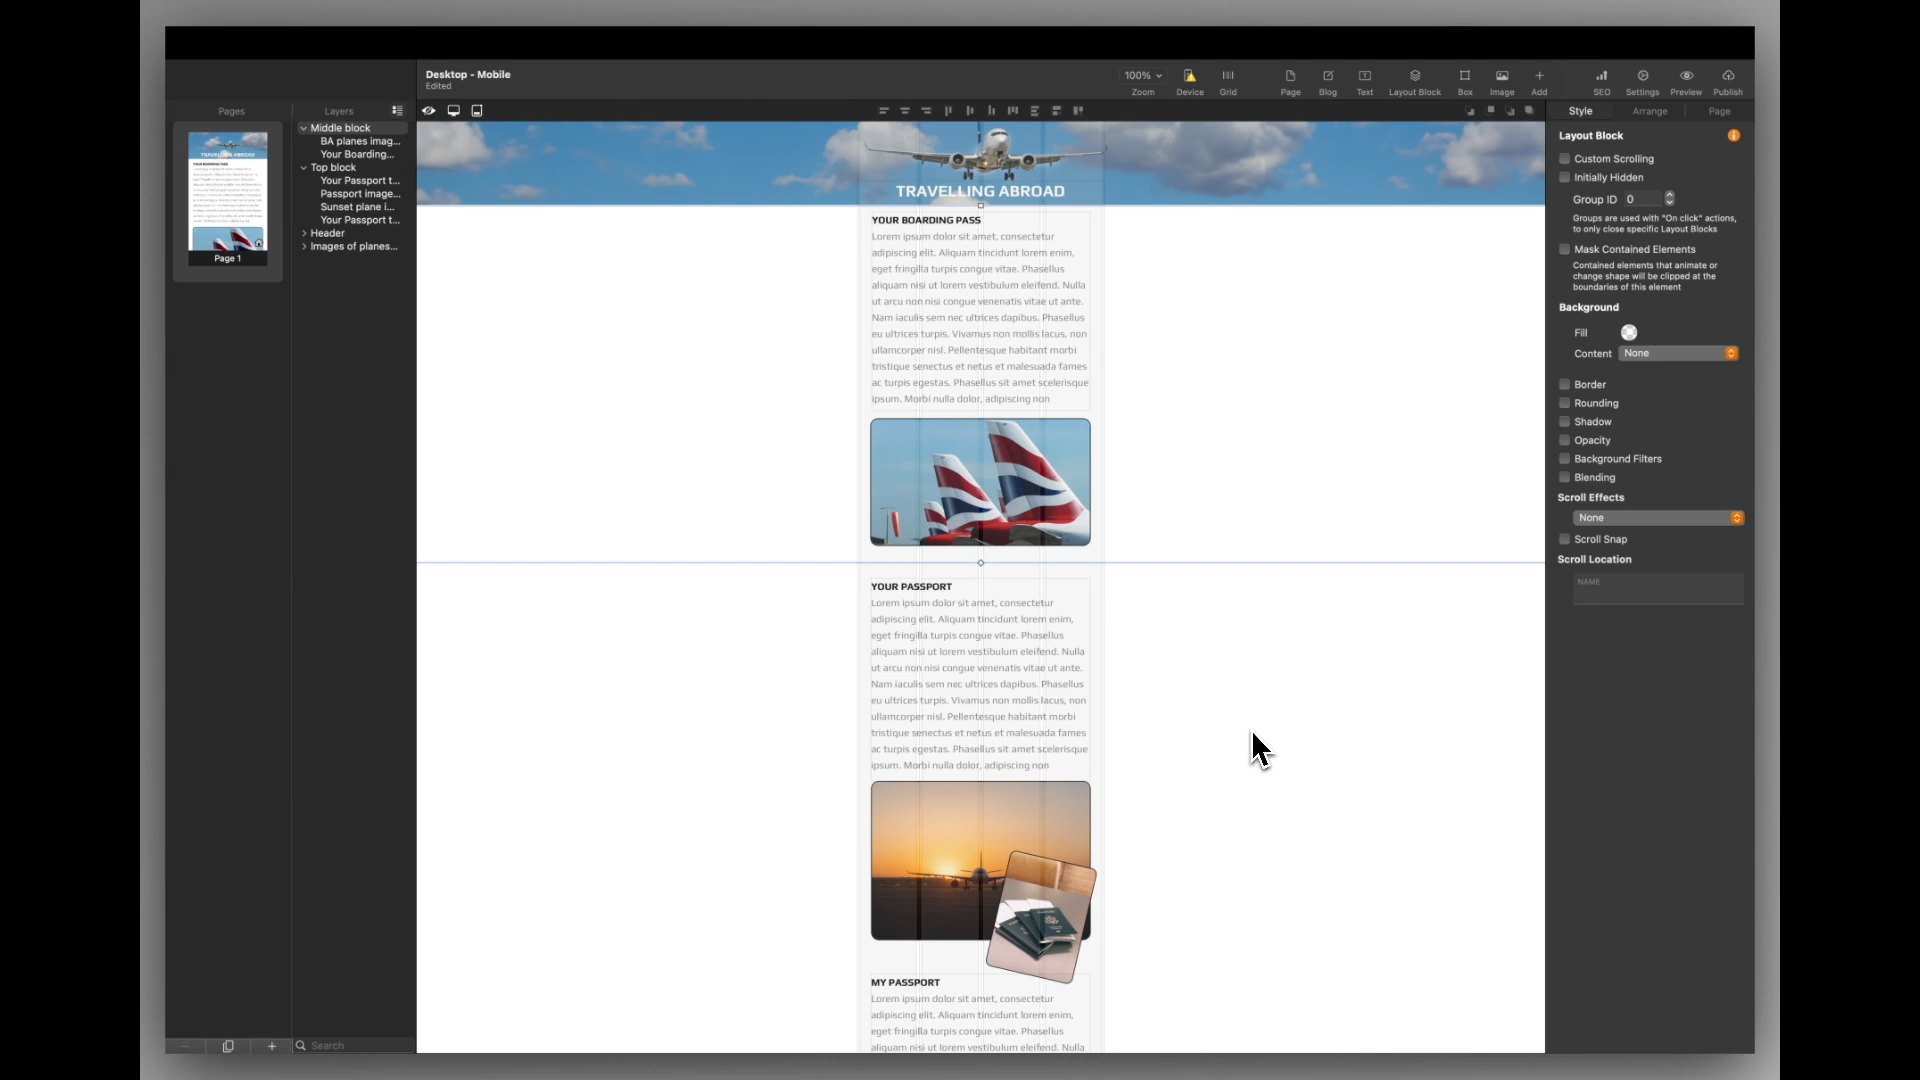 Desktop - Mobile
Edited
100%
Zoom
Device
Grid
Page
Blog
Text
Layout Block
Box
Image
Add
SEO
Settings
Preview
Publish
Pages
Layers
Style
Arrange
Page
Middle block
BA planes imag...
Your Boarding...
Top block
Your Passport t...
Passport image...
Sunset plane i...
Your Passport t...
Header
Images of planes...
TRAVELLING ABROAD
YOUR BOARDING PASS
Page 1
Search
TRAVELLING ABROAD
YOUR BOARDING PASS
Lorem ipsum dolor sit amet, consectetur
adipiscing elit. Aliquam tincidunt lorem enim,
eget fringilla turpis congue vitae. Phasellus
aliquam nisi ut lorem vestibulum eleifend. Nulla
ut arcu non nisi congue venenatis vitae ut ante.
Nam iaculis sem nec ultrices dapibus. Phasellus
eu ultrices turpis. Vivamus non mollis lacus, non
ullamcorper nisl. Pellentesque habitant morbi
tristique senectus et netus et malesuada fames
ac turpis egestas. Phasellus sit amet scelerisque
ipsum. Morbi nulla dolor, adipiscing non
YOUR PASSPORT
Lorem ipsum dolor sit amet, consectetur
adipiscing elit. Aliquam tincidunt lorem enim,
eget fringilla turpis congue vitae. Phasellus
aliquam nisi ut lorem vestibulum eleifend. Nulla
ut arcu non nisi congue venenatis vitae ut ante.
Nam iaculis sem nec ultrices dapibus. Phasellus
eu ultrices turpis. Vivamus non mollis lacus, non
ullamcorper nisl. Pellentesque habitant morbi
tristique senectus et netus et malesuada fames
ac turpis egestas. Phasellus sit amet scelerisque
ipsum. Morbi nulla dolor, adipiscing non
MY PASSPORT
Lorem ipsum dolor sit amet, consectetur
adipiscing elit. Aliquam tincidunt lorem enim,
eget fringilla turpis congue vitae. Phasellus
aliquam nisi ut lorem vestibulum eleifend. Nulla
Layout Block
Custom Scrolling
Initially Hidden
Group ID 0
Groups are used with "On click" actions,
to only close specific Layout Blocks
Mask Contained Elements
Contained elements that animate or
change shape will be clipped at the
boundaries of this element
Background
Fill
Content None
Border
Rounding
Shadow
Opacity
Background Filters
Blending
Scroll Effects
None
Scroll Snap
Scroll Location
NAME